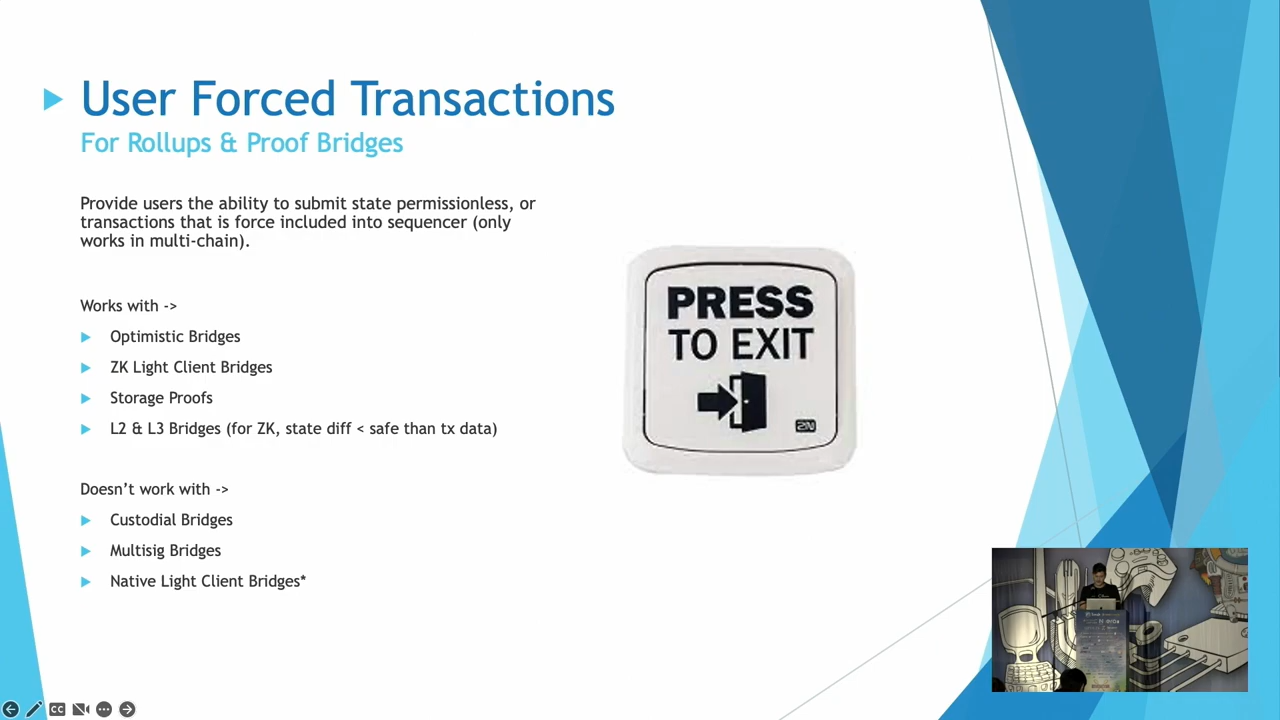 User Forced Transactions
For Rollups & Proof Bridges
Provide users the ability to submit state permissionless, or
transactions that is force included into sequencer (only
works in multi-chain).
Works with ->
Optimistic Bridges
ZK Light Client Bridges
Storage Proofs
L2 & L3 Bridges (for ZK, state diff < safe than tx data)
Doesn’t work with ->
Custodial Bridges
Multisig Bridges
Native Light Client Bridges*
PRESS
TO EXIT
2N
CC